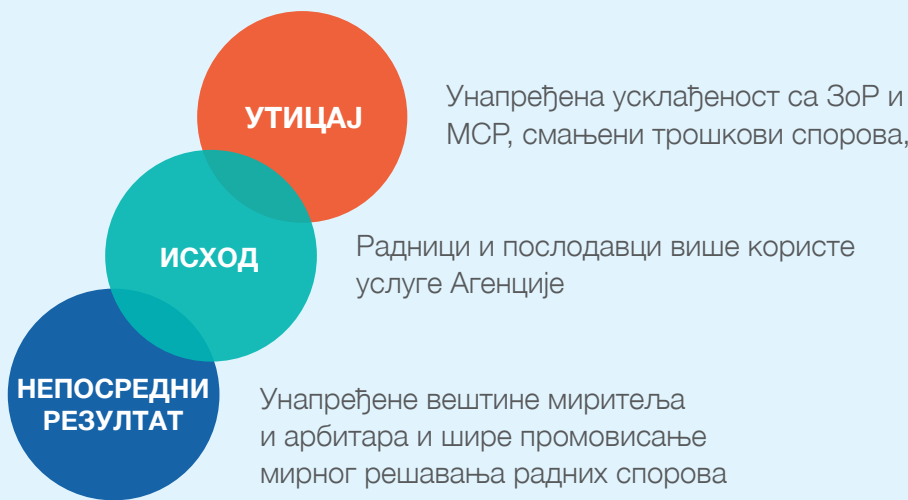 УТИЦАЈ
Унапређена усклађеност са ЗоР и
МСР, смањени трошкови спорова,
ИСХОД
Радници и послодавци више користе
услуге Агенције
НЕПОСРЕДНИ
РЕЗУЛТАТ
Унапређене вештине миритеља
и арбитара и шире промовисање
мирног решавања радних спорова